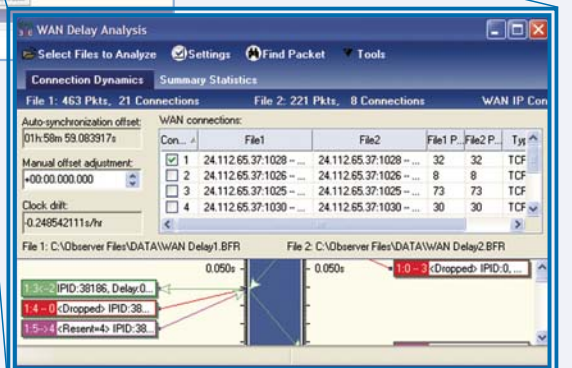 WAN Delay Analysis
Select Files to Analyze Settings Find Packet Tools
Connection Dynamics Summary Statistics
File 1: 463 Pkts, 21 Connections File 2: 221 Pkts, 8 Connections WAN IP Con
Auto-synchronization offset: WAN connections:
01h:58m 59.083917s
Con... File1 File2 File1 P... File2 P... Typ
1 24.112.65.37:1028 -- ... 24.112.65.37:1028 -- ... 32 32 TCP
Manual offset adjustment:
2 24.112.65.37:1026 -- ... 24.112.65.37:1026 -- ... 8 8 TCP
+00:00.000.000
3 24.112.65.37:1025 -- ... 24.112.65.37:1025 -- ... 73 73 TCP
Clock drift:
4 24.112.65.37:1030 -- ... 24.112.65.37:1030 -- ... 30 30 TCP
-0.248542111s/hr
File 1: C:\Observer Files\DATA\WAN Delay1.BFR File 2: C:\Observer Files\DATA\WAN Delay2.BFR
0.050s 0.050s 1:0 -- 3 <Dropped> IPID:0, ...
1:3<--2 IPID:38186, Delay:0...
1:4 -- 0 <Dropped> IPID:38...
1:5-->4 <Resent=4> IPID:38...